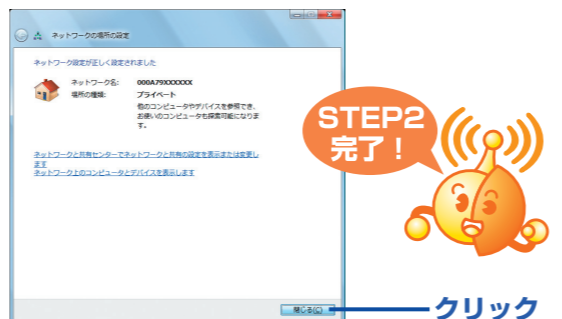 ネットワークの場所の設定
ネットワーク設定が正しく設定されました
ネットワーク名: 000A79XXXXXX
場所の種類: プライベート
他のコンピュータやデバイスを参照でき、
お使いのコンピュータも探索可能になりま
す。
ネットワークと共有センターでネットワークと共有の設定を表示または変更し
ます
ネットワーク上のコンピュータとデバイスを表示します
STEP2
完了！
閉じる(C)
クリック